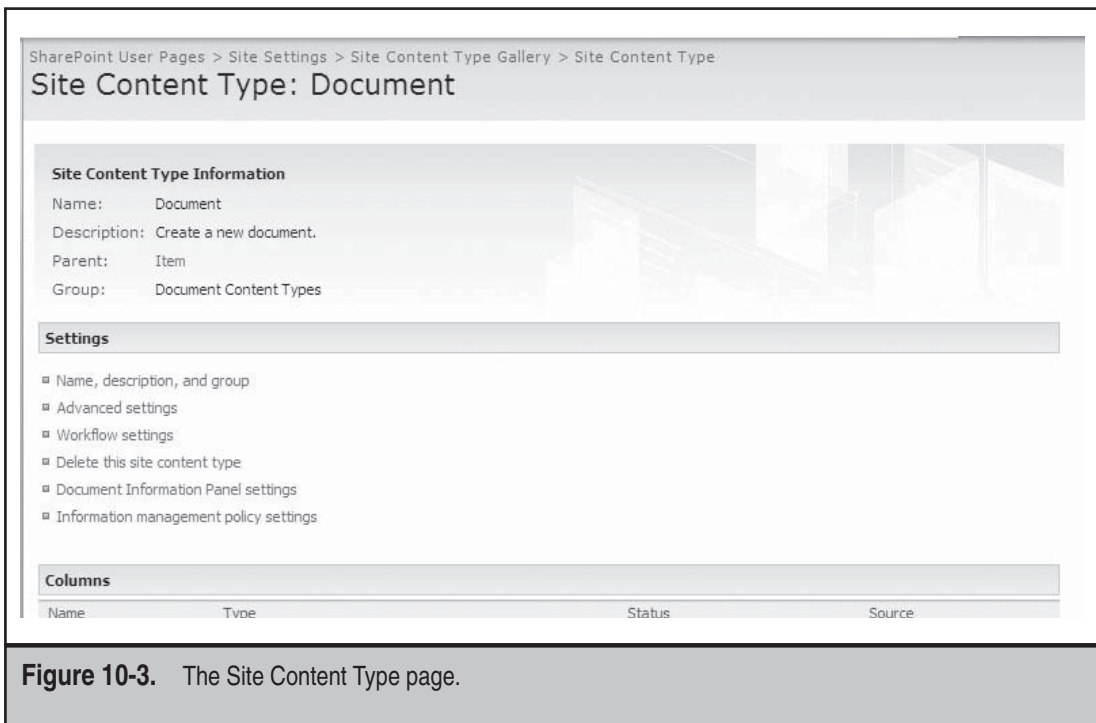 SharePoint User Pages > Site Settings > Site Content Type Gallery > Site Content Type
Site Content Type: Document
Site Content Type Information
Name: Document
Description: Create a new document.
Parent: Item
Group: Document Content Types
Settings
Name, description, and group
Advanced settings
Workflow settings
Delete this site content type
Document Information Panel settings
Information management policy settings
Columns
Name Type Status Source
Figure 10-3. The Site Content Type page.